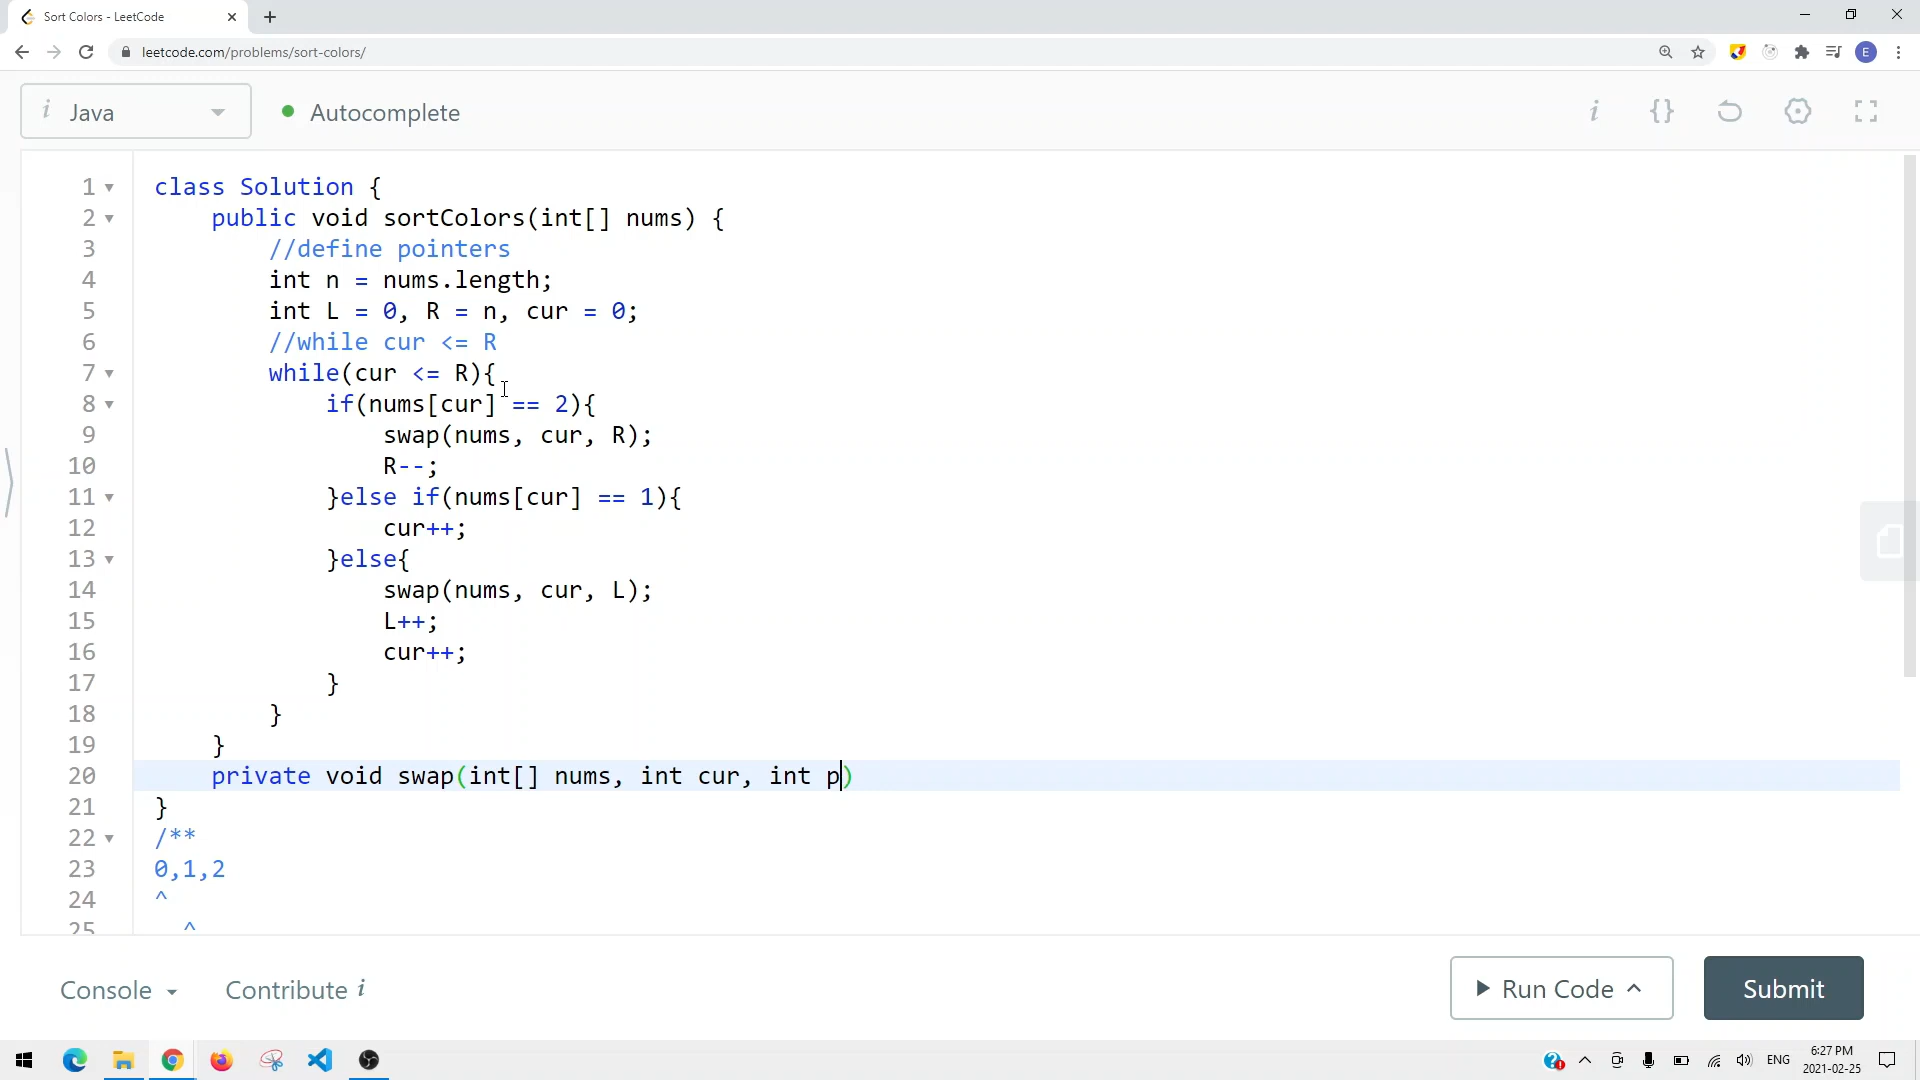 Sort Colors - LeetCode
leetcode.com/problems/sort-colors/
E
i Java
Autocomplete
i {}
1 class Solution {
2 public void sortColors(int[] nums) {
3 //define pointers
4 int n = nums.length;
5 int L = 0, R = n, cur = 0;
6 //while cur <= R
7 while(cur <= R){
8 if(nums[cur] == 2){
9 swap(nums, cur, R);
10 R--;
11 }else if(nums[cur] == 1){
12 cur++;
13 }else{
14 swap(nums, cur, L);
15 L++;
16 cur++;
17 }
18 }
19 }
20 private void swap(int[] nums, int cur, int p)
21 }
22 /**
23 0,1,2
24 ^
25 ^
Console
Contribute i
Run Code
Submit
ENG
6:27 PM
2021-02-25